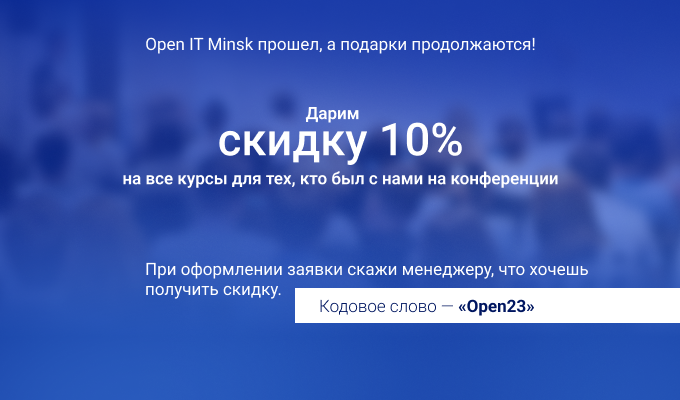 Open IT Minsk прошел, а подарки продолжаются!
Дарим
скидку 10%
на все курсы для тех, кто был с нами на конференции
При оформлении заявки скажи менеджеру, что хочешь
получить скидку.
Кодовое слово — «Open23»